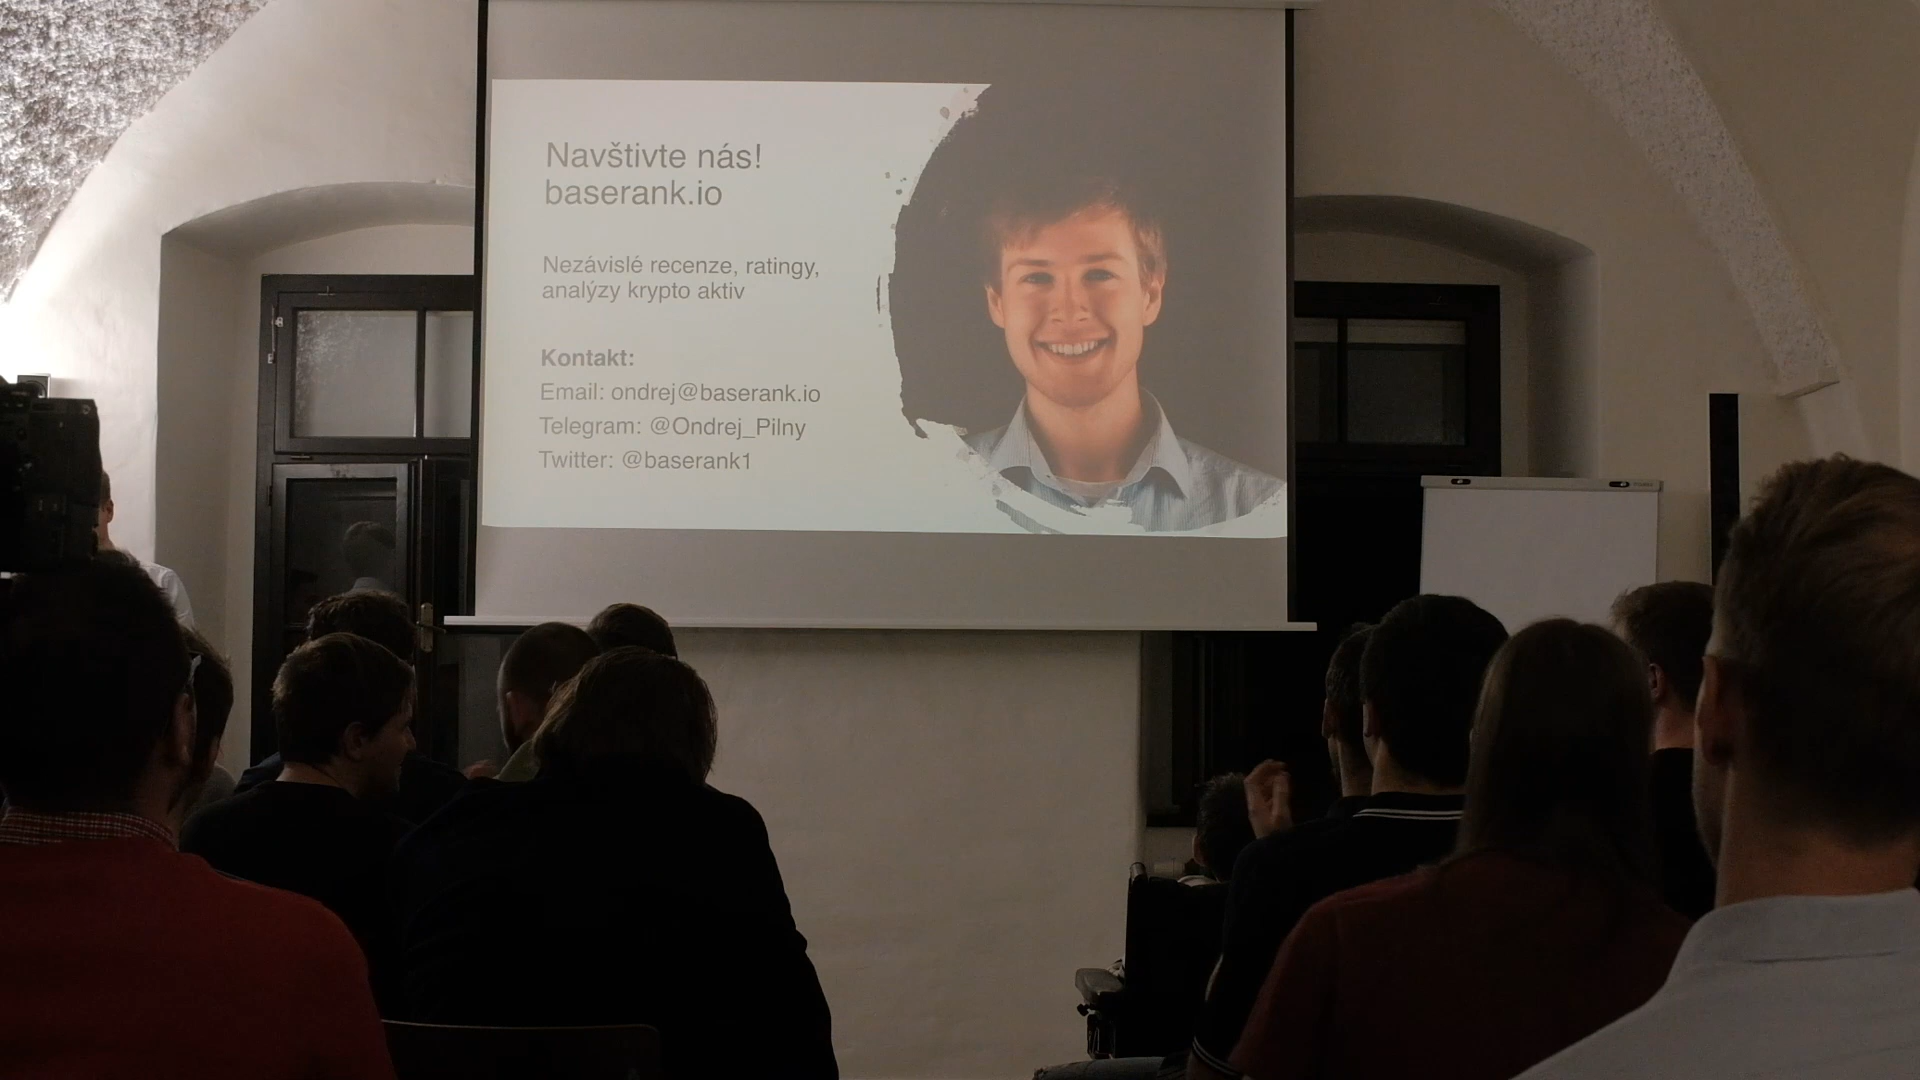 Navštivte nás!
baserank.io
Nezávislé recenze, ratingy,
analýzy krypto aktiv
Kontakt:
Email: ondrej@baserank.io
Telegram: @Ondrej_Pilny
Twitter: @baserank1